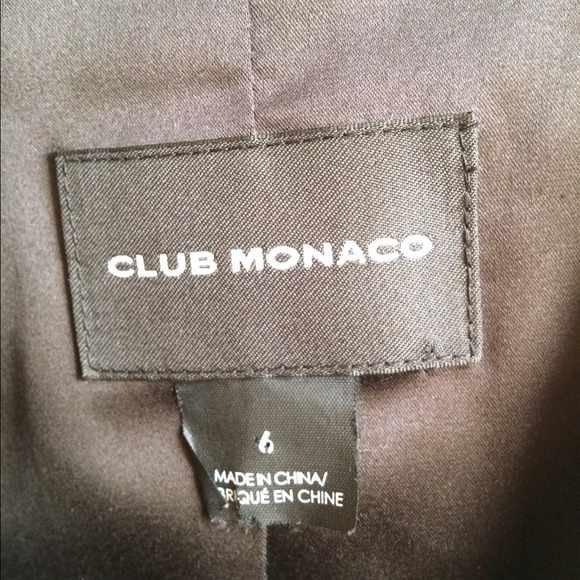 CLUB MONACO
6
MADE IN CHINA/
BRIQUÉ EN CHINE